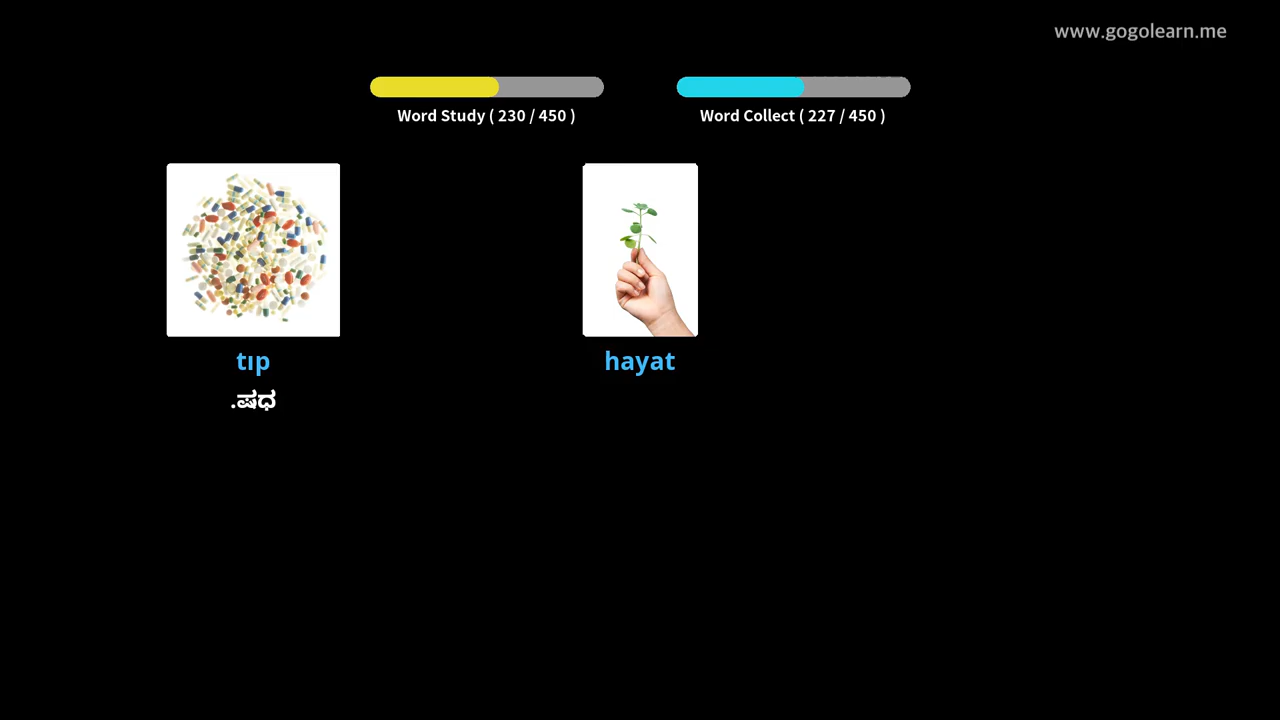 www.gogolearn.me
Word Study ( 230 / 450 )
Word Collect ( 227 / 450 )
tıp
hayat
.ಷಧ